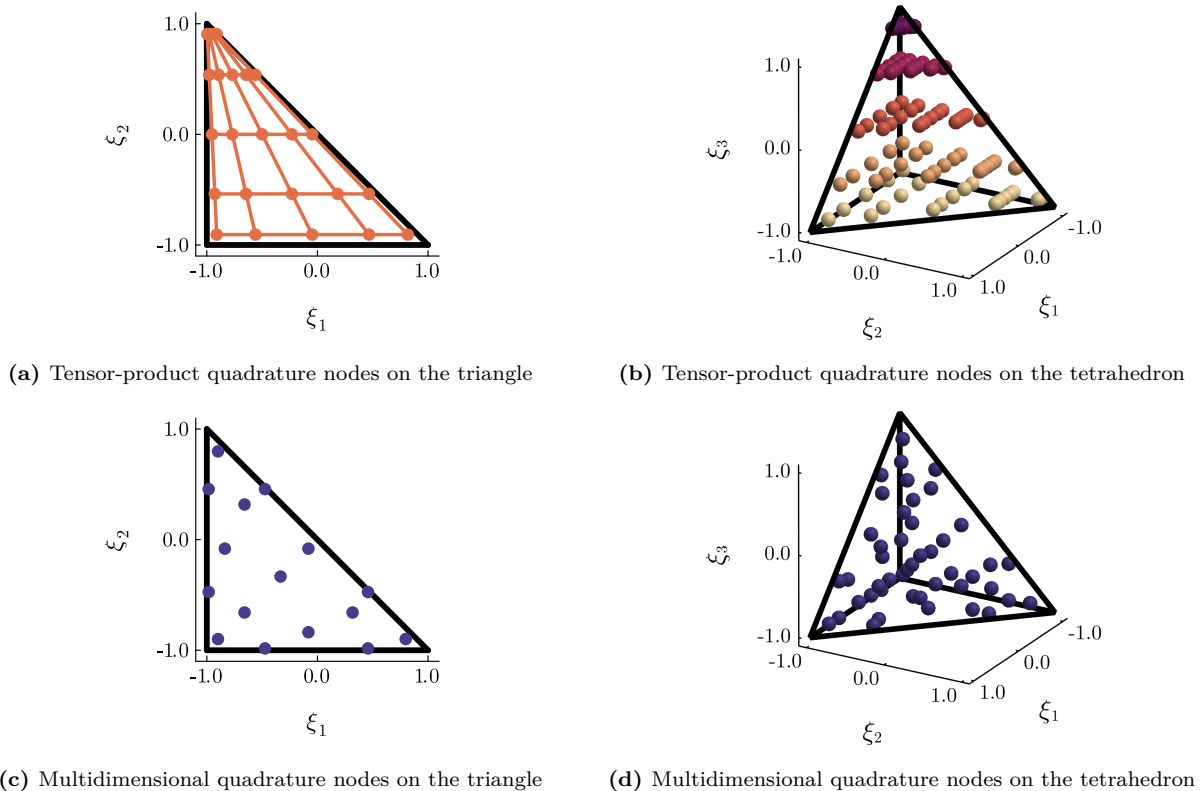 1.0
0.0
-1.0
ξ2
-1.0
0.0
1.0
ξ1
1.0
0.0
-1.0
ξ3
-1.0
0.0
1.0
ξ2
-1.0
0.0
1.0
ξ1
(a) Tensor-product quadrature nodes on the triangle
(b) Tensor-product quadrature nodes on the tetrahedron
1.0
0.0
-1.0
ξ2
-1.0
0.0
1.0
ξ1
1.0
0.0
-1.0
ξ3
-1.0
0.0
1.0
ξ2
-1.0
0.0
1.0
ξ1
(c) Multidimensional quadrature nodes on the triangle
(d) Multidimensional quadrature nodes on the tetrahedron